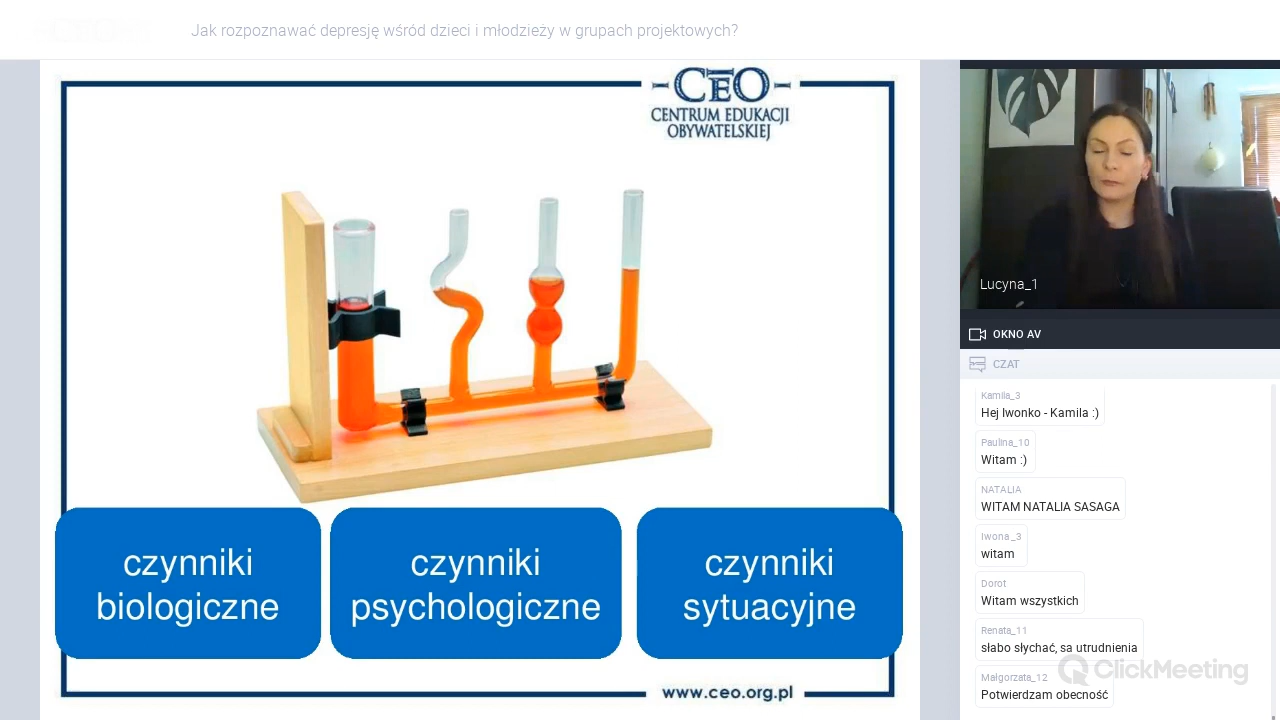 Jak rozpoznawać depresję wśród dzieci i młodzieży w grupach projektowych?
CEO
CENTRUM EDUKACJI
OBYWATELSKIEJ
czynniki
biologiczne
czynniki
psychologiczne
czynniki
sytuacyjne
www.ceo.org.pl
Lucyna_1
OKNO AV
CZAT
Kamila_3
Hej Iwonko - Kamila :)
Paulina_10
Witam :)
NATALIA
WITAM NATALIA SASAGA
Iwona_3
witam
Dorot
Witam wszystkich
Renata_11
słabo słychać, sa utrudnienia
Małgorzata_12
Potwierdzam obecność
ClickMeeting